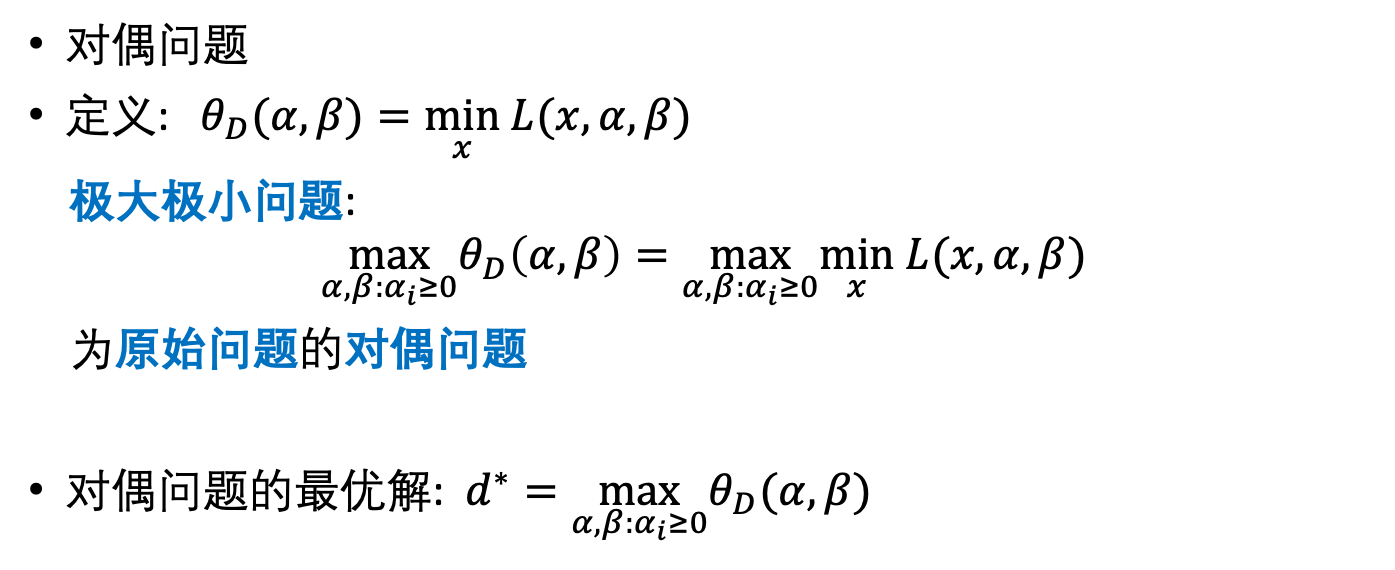 • 对偶问题
• 定义: θ_D(α, β) = min_x L(x, α, β)
极大极小问题:
max_{α,β:α_i≥0} θ_D(α, β) = max_{α,β:α_i≥0} min_x L(x, α, β)
为原始问题的对偶问题
• 对偶问题的最优解: d* = max_{α,β:α_i≥0} θ_D(α, β)